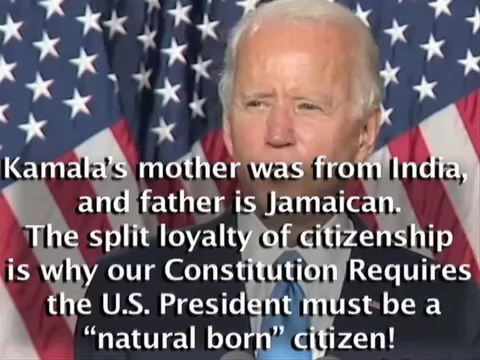 Kamala's mother was from India,
and father is Jamaican.
The split loyalty of citizenship
is why our Constitution Requires
the U.S. President must be a
“natural born” citizen!